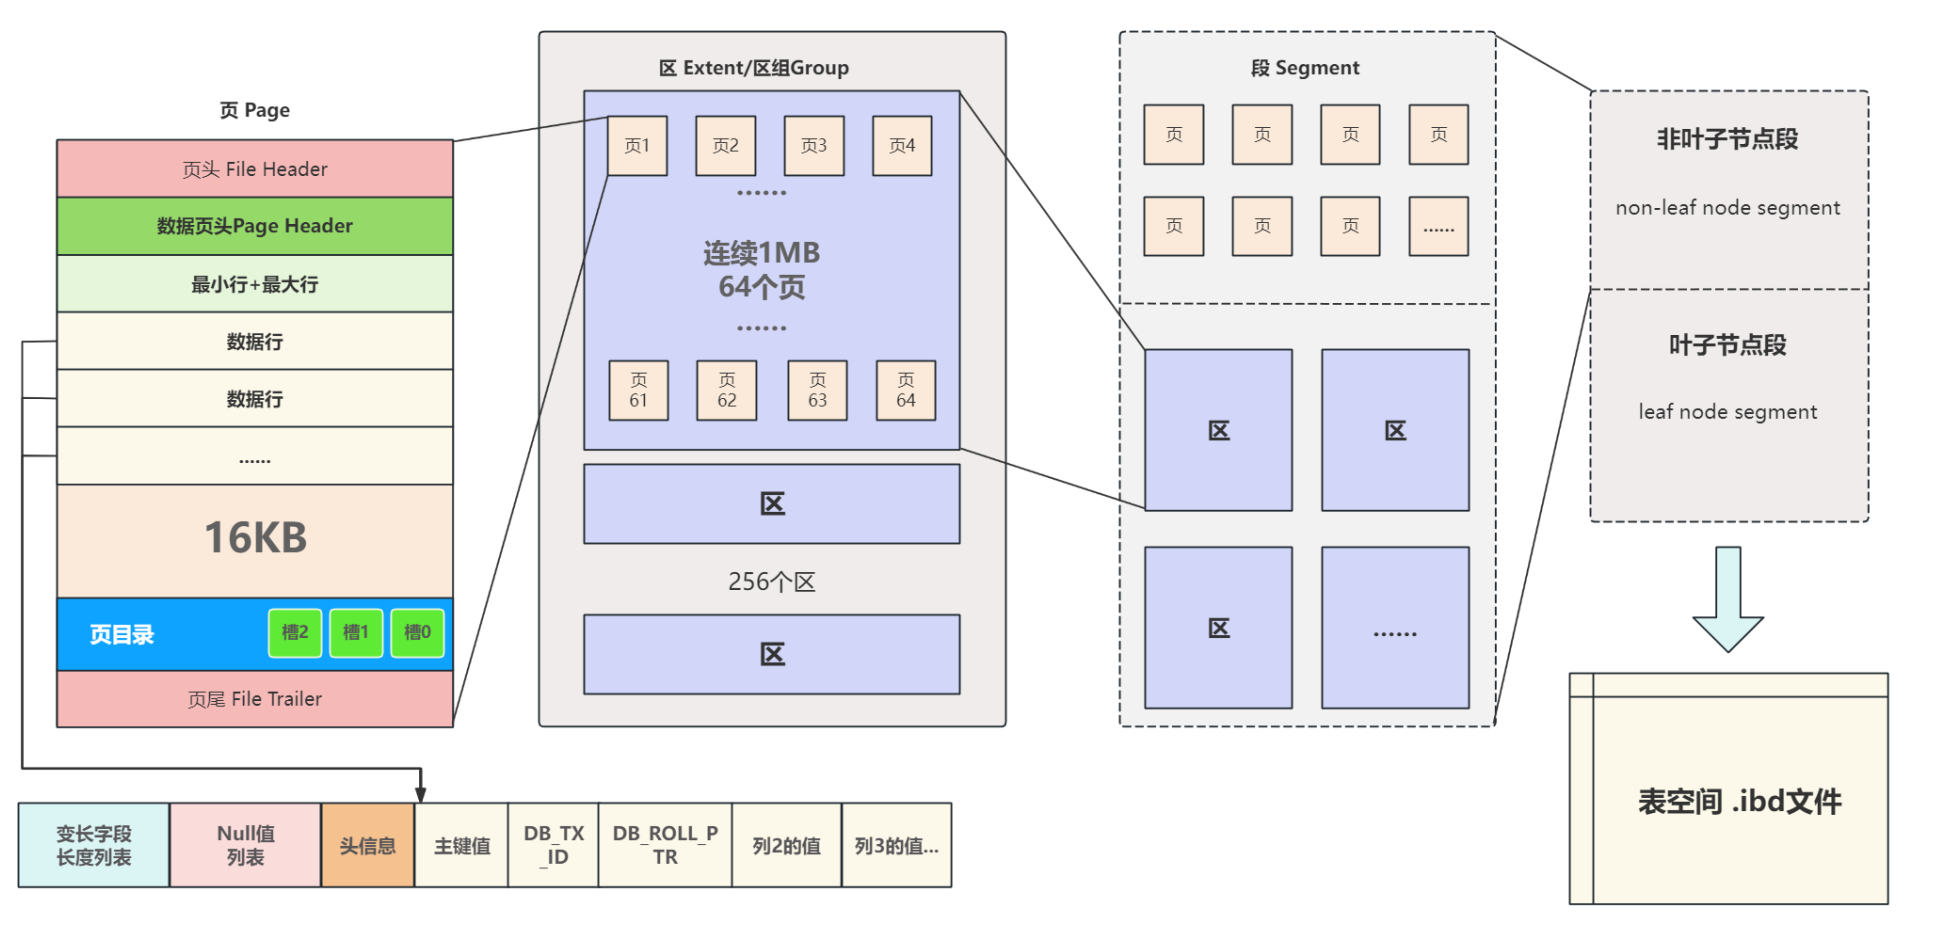 页 Page
页头 File Header
数据页头Page Header
最小行+最大行
数据行
数据行
......
16KB
页目录
槽2
槽1
槽0
页尾 File Trailer
变长字段
长度列表
Null值
列表
头信息
主键值
DB_TX
_ID
DB_ROLL_P
TR
列2的值
列3的值...
区 Extent/区组Group
页1
页2
页3
页4
......
连续1MB
64个页
......
页
61
页
62
页
63
页
64
区
256个区
区
段 Segment
页
页
页
页
页
页
页
......
区
区
区
......
非叶子节点段
non-leaf node segment
叶子节点段
leaf node segment
表空间 .ibd文件